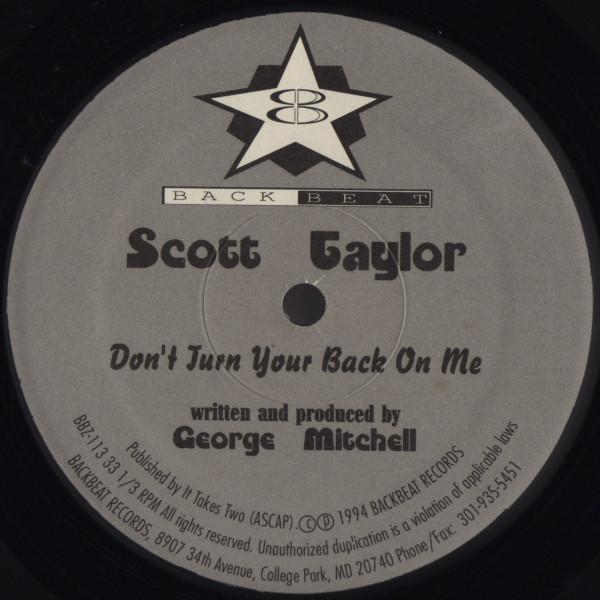 BACK BEAT
Scott Taylor
Don't Turn Your Back On Me
written and produced by
George Mitchell
Published by It Takes Two (ASCAP). ⓒⓟ 1994 BACKBEAT RECORDS
BBZ-113 33 1/3 RPM All rights reserved. Unauthorized duplication is a violation of applicable laws
BACKBEAT RECORDS, 8907 34th Avenue, College Park, MD 20740 Phone/Fax: 301-935-5451